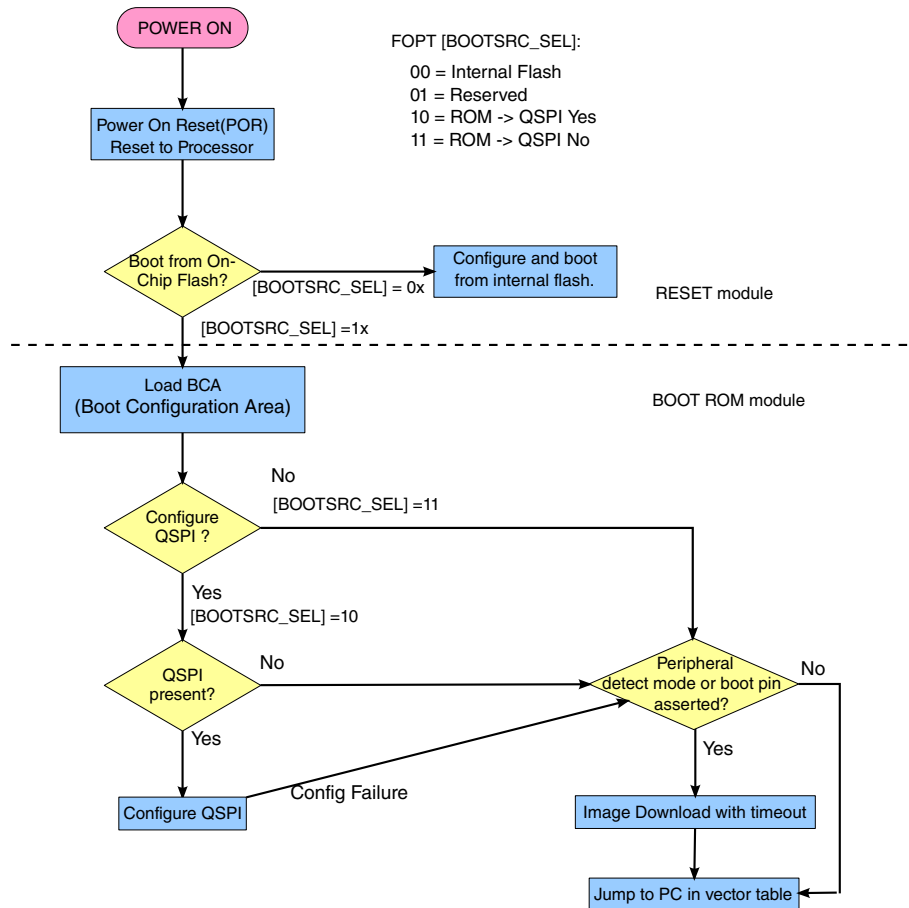 POWER ON
FOPT [BOOTSRC_SEL]:
00 = Internal Flash
01 = Reserved
10 = ROM -> QSPI Yes
11 = ROM -> QSPI No
Power On Reset(POR)
Reset to Processor
Boot from On-
Chip Flash?
[BOOTSRC_SEL] = 0x
Configure and boot
from internal flash.
RESET module
[BOOTSRC_SEL] =1x
Load BCA
(Boot Configuration Area)
BOOT ROM module
No
[BOOTSRC_SEL] =11
Configure
QSPI ?
Yes
[BOOTSRC_SEL] =10
QSPI
present?
No
Peripheral
detect mode or boot pin
asserted?
No
Yes
Yes
Configure QSPI
Config Failure
Image Download with timeout
Jump to PC in vector table